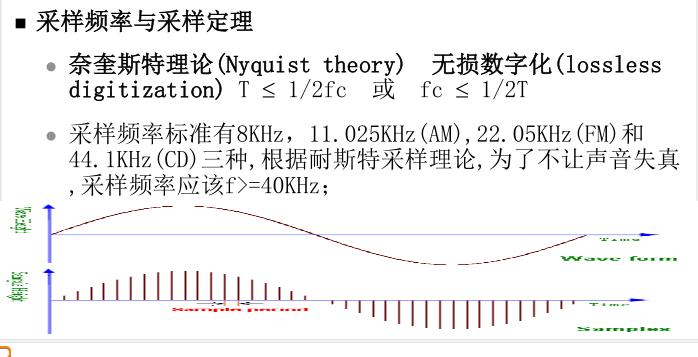 ■ 采样频率与采样定理
● 奈奎斯特理论(Nyquist theory)  无损数字化(lossless
digitization) T ≤ 1/2fc  或  fc ≤ 1/2T
● 采样频率标准有8KHz，11.025KHz(AM),22.05KHz(FM)和
44.1KHz(CD)三种,根据耐斯特采样理论,为了不让声音失真
,采样频率应该f>=40KHz；
Time
Wave form
Sample period
Time
Samples